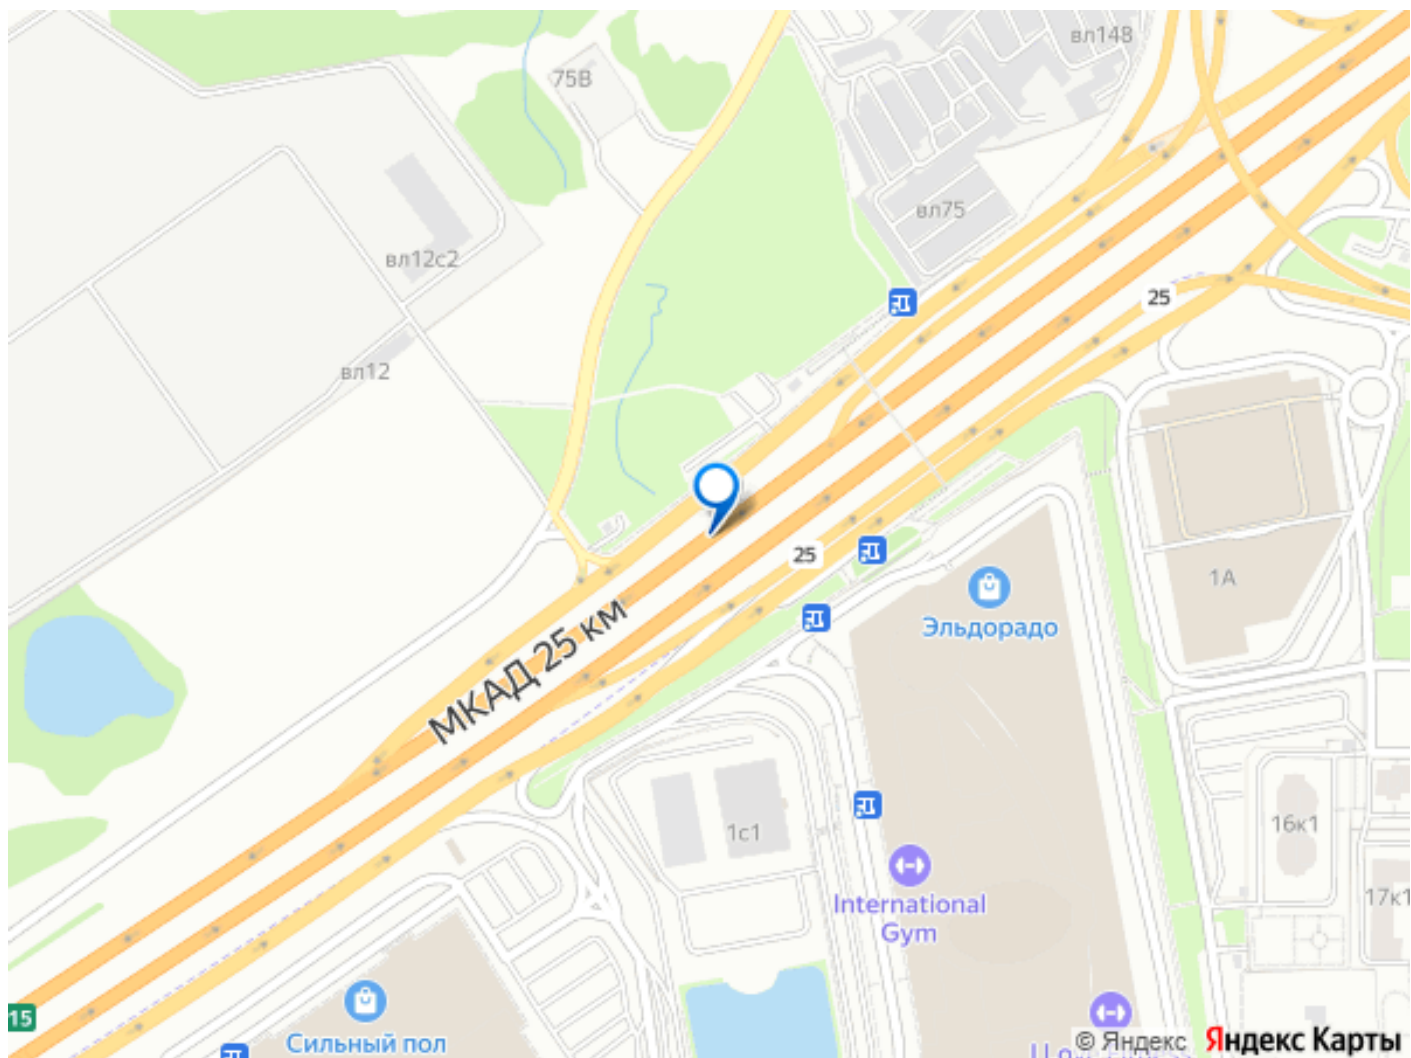 вл148
75В
вл75
вл12с2
25
вл12
25
1А
Эльдорадо
МКАД 25 км
1с1
16к1
17к1
International
Gym
15
Сильный пол
© Яндекс
Яндекс Карты